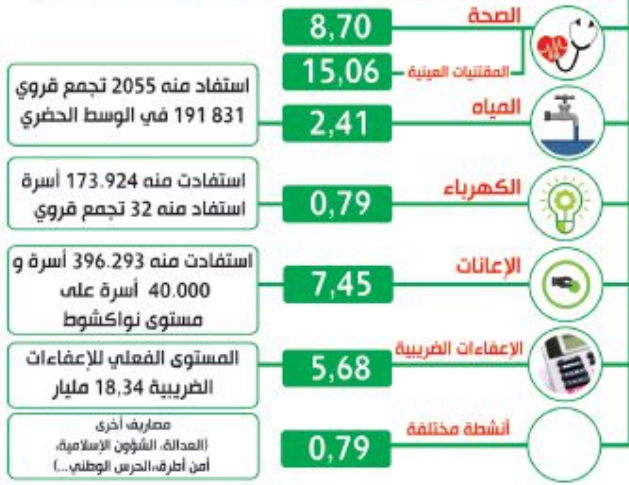 الصحة
8,70
المقتنيات العينية
15,06
المياه
2,41
استفاد منه 2055 تجمع قروي
191 831 في الوسط الحضري
الكهرباء
0,79
استفادت منه 173.924 أسرة
استفاد منه 32 تجمع قروي
الإعانات
7,45
استفادت منه 396.293 أسرة و
40.000 أسرة على
مستوى نواكشوط
الإعفاءات الضريبية
5,68
المستوى الفعلي للإعفاءات
الضريبية 18,34 مليار
أنشطة مختلفة
0,79
مصاريف أخرى
(العدالة، الشؤون الإسلامية،
أمن أطرق،الحرس الوطني...)